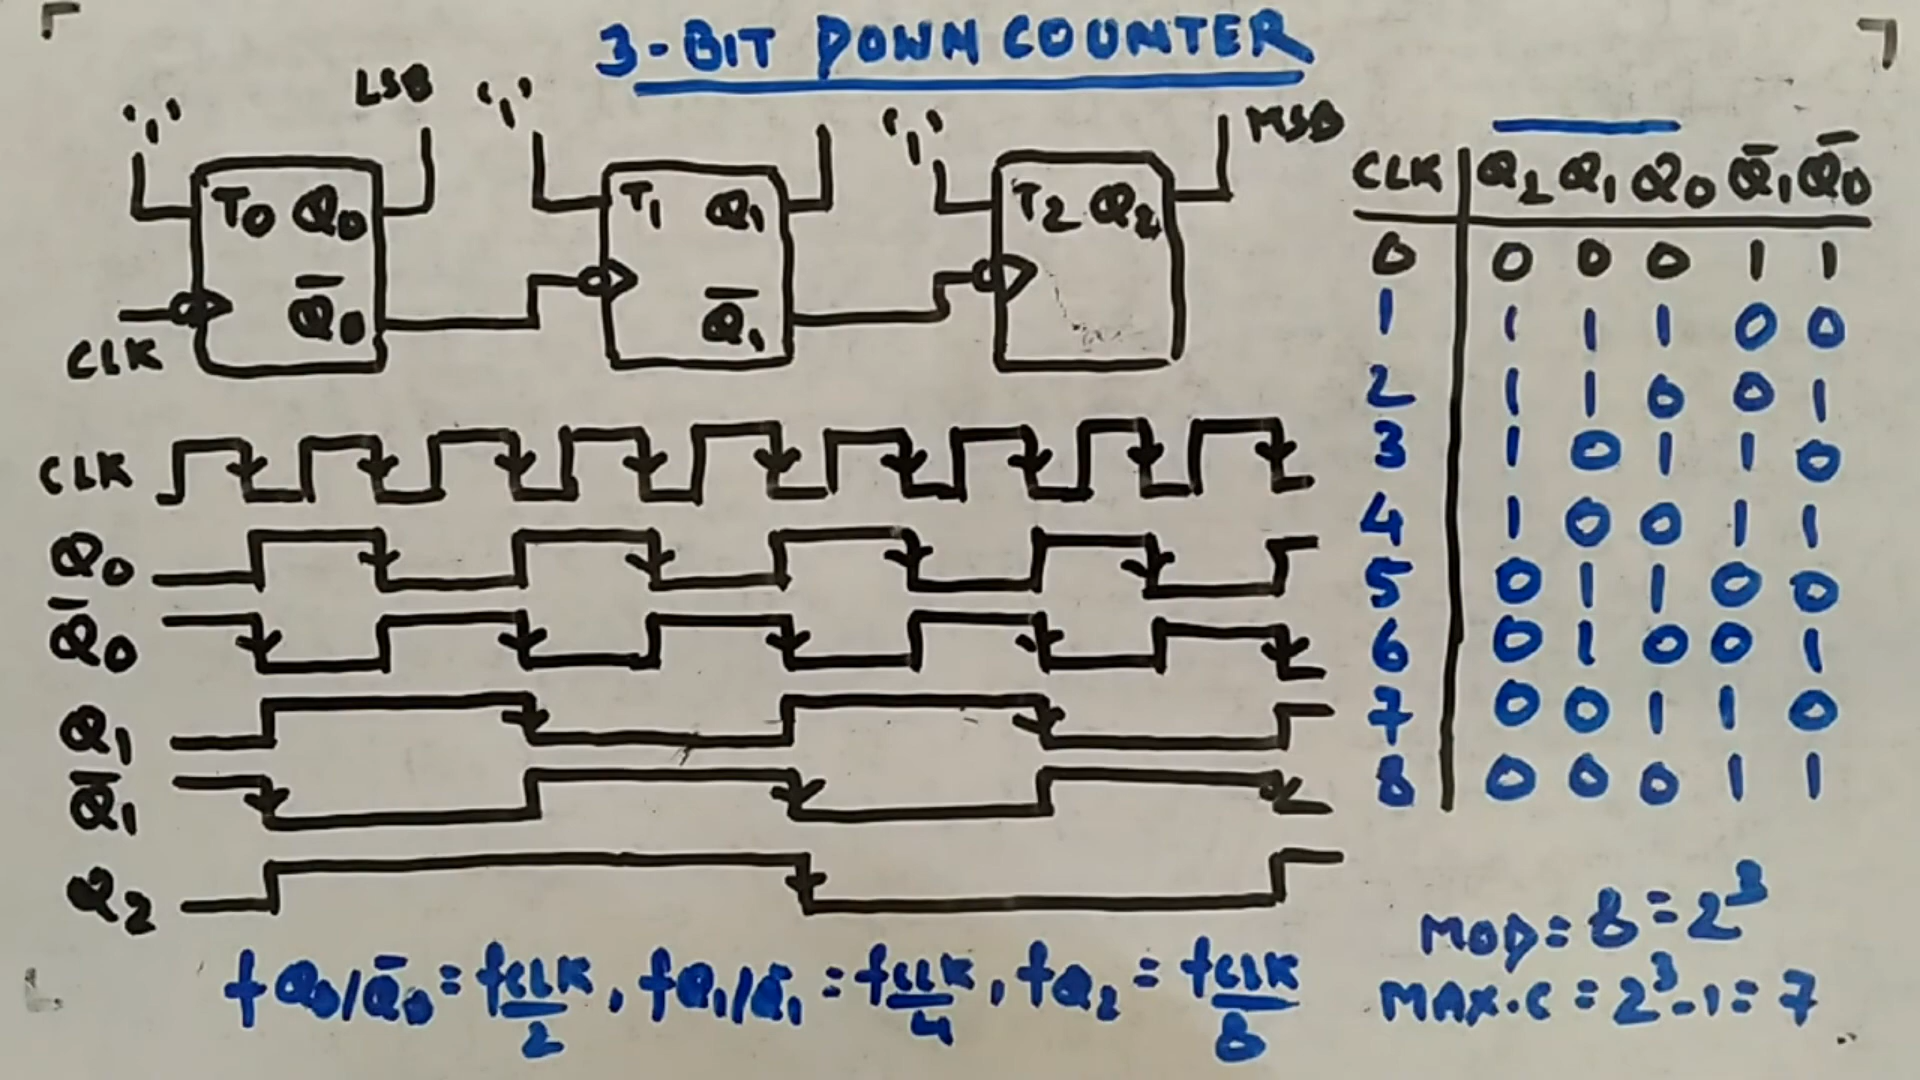 3-BIT DOWN COUNTER
'1' LSB '1' '1' MSB
T0 Q0 T1 Q1 T2 Q2
Q̅0 Q̅1
CLK
CLK
Q0
Q̅0
Q1
Q̅1
Q2
fQ0/Q̅0 = fCLK/2, fQ1/Q̅1 = fCLK/4, fQ2 = fCLK/8
CLK Q2 Q1 Q0 Q̅1 Q̅0
0 0 0 0 1 1
1 1 1 1 0 0
2 1 1 0 0 1
3 1 0 1 1 0
4 1 0 0 1 1
5 0 1 1 0 0
6 0 1 0 0 1
7 0 0 1 1 0
8 0 0 0 1 1
MOD = 8 = 2³
MAX.C = 2³-1 = 7